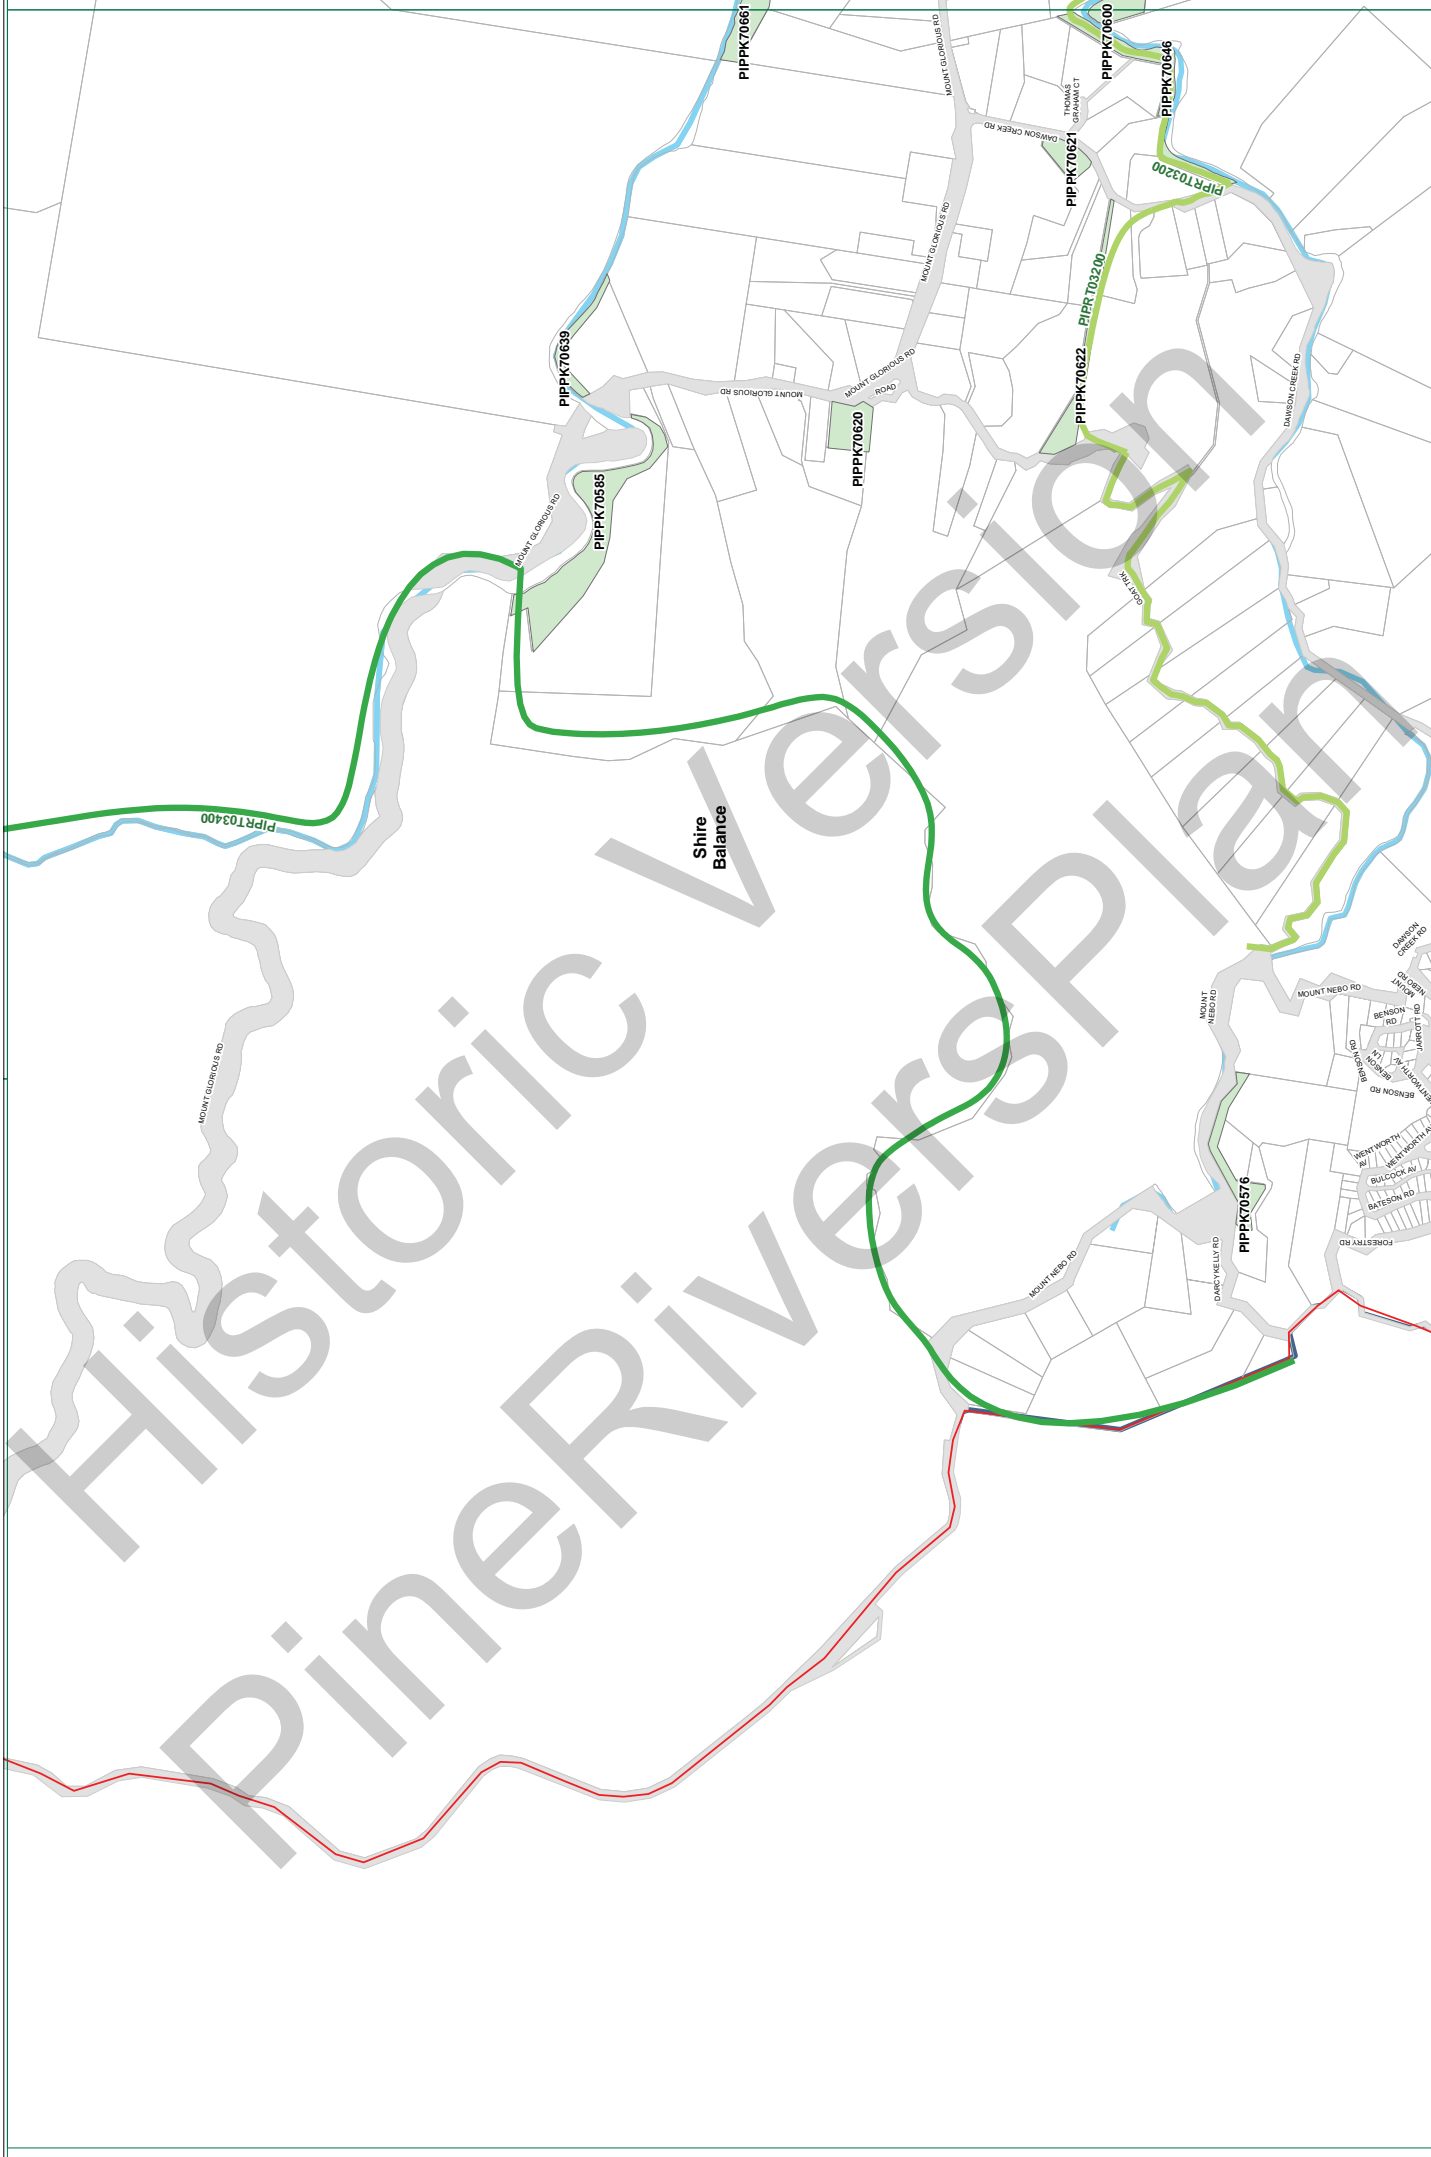 PIPPK70661
MOUNT GLORIOUS RD
PIPPK70600
PIPPK70646
THOMAS
GRAHAM CT
DAWSON CREEK RD
PIPPK70621
PIPRT03200
MOUNT GLORIOUS RD
PIPRT03200
PIPPK70639
PIPPK70622
MOUNT GLORIOUS RD
MOUNT GLORIOUS RD
ROAD
DAWSON CREEK RD
PIPPK70620
PIPPK70585
MOUNT GLORIOUS RD
GOAT TRK
PIPRT03400
Shire
Balance
DAWSON
CREEK RD
MOUNT
NEBO RD
MOUNT NEBO RD
MOUNT
NEBO RD
BENSON
RD
JARROTT RD
BENSON RD
BENSON
LN
WENTWORTH AV
BENSON RD
MOUNT GLORIOUS RD
WENTWORTH
AV
WENTWORTH AV
BULCOCK AV
BATESON RD
PIPPK70576
FORESTRY RD
MOUNT NEBO RD
DARCY KELLY RD
Historic Version
PineRiversPlan